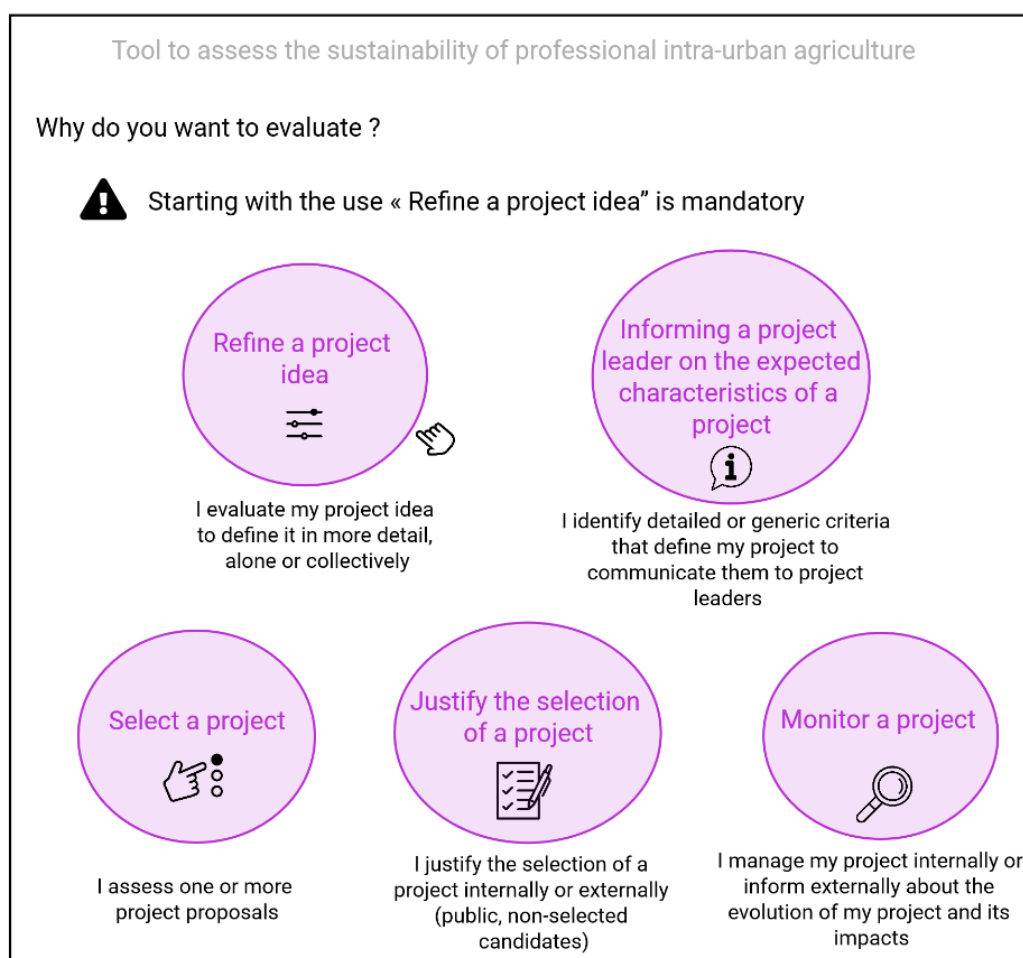 Tool to assess the sustainability of professional intra-urban agriculture
Why do you want to evaluate ?
Starting with the use « Refine a project idea” is mandatory
Refine a project
idea
I evaluate my project idea
to define it in more detail,
alone or collectively
Informing a project
leader on the expected
characteristics of a
project
I identify detailed or generic criteria
that define my project to
communicate them to project
leaders
Select a project
I assess one or more
project proposals
Justify the selection
of a project
I justify the selection of a
project internally or externally
(public, non-selected
candidates)
Monitor a project
I manage my project internally or
inform externally about the
evolution of my project and its
impacts